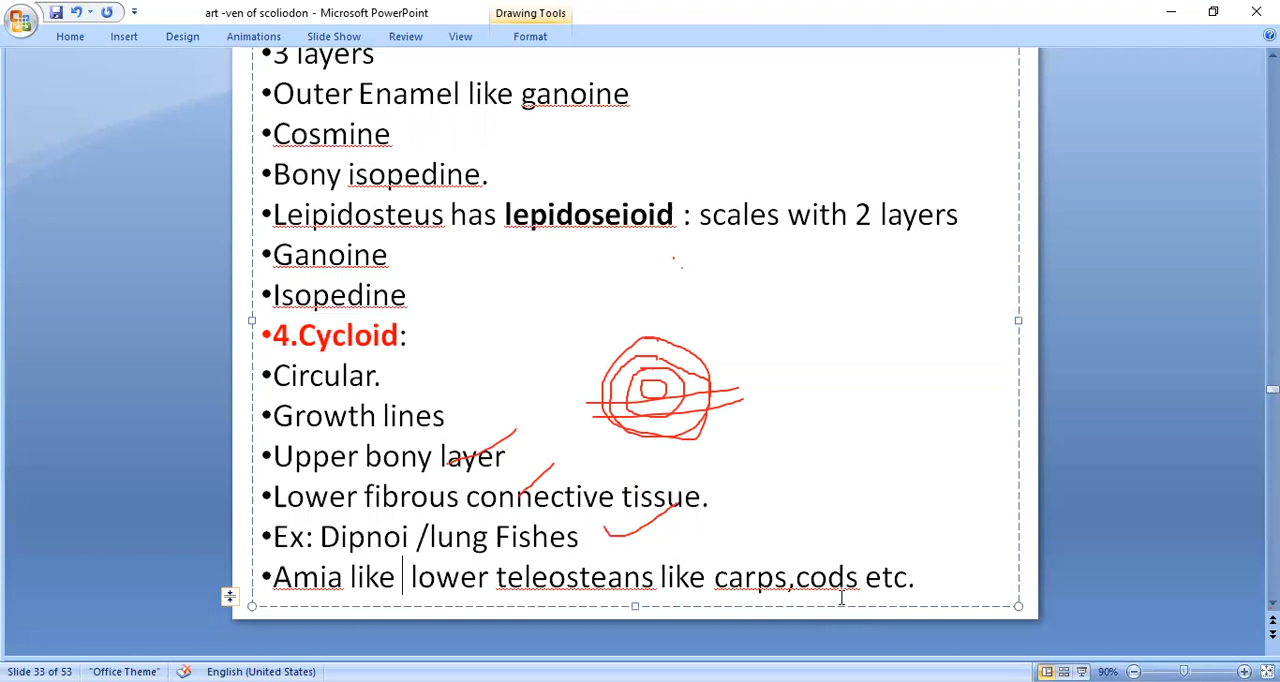 art -ven of scoliodon - Microsoft PowerPoint
Drawing Tools
Home Insert Design Animations Slide Show Review View Format
•3 layers
•Outer Enamel like ganoine
•Cosmine
•Bony isopedine.
•Leipidosteus has lepidoseioid : scales with 2 layers
•Ganoine
•Isopedine
•4.Cycloid:
•Circular.
•Growth lines
•Upper bony layer
•Lower fibrous connective tissue.
•Ex: Dipnoi /lung Fishes
•Amia like lower teleosteans like carps,cods etc.
Slide 33 of 53 "Office Theme" English (United States) 90%